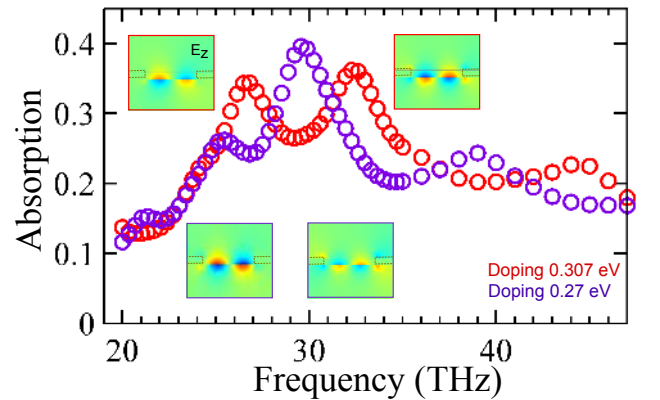 0.4
0.3
0.2
0.1
0
Absorption
E_z
Doping 0.307 eV
Doping 0.27 eV
20
30
40
Frequency (THz)